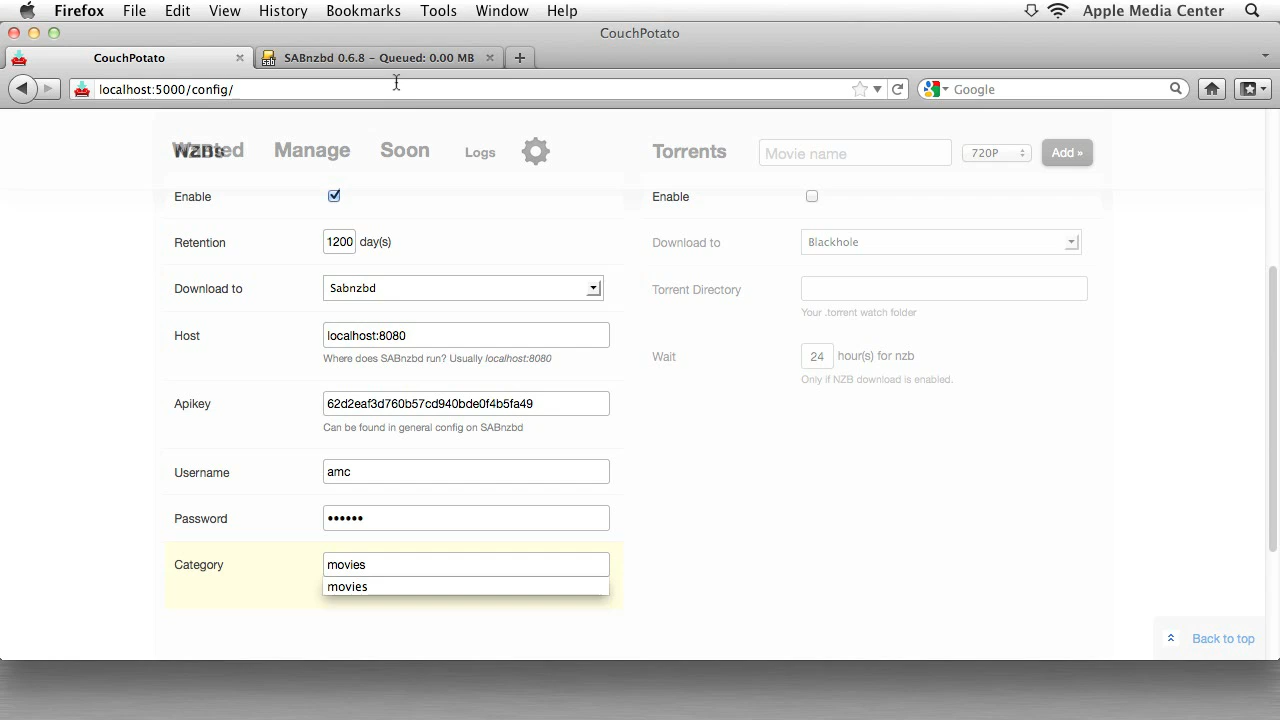 Firefox File Edit View History Bookmarks Tools Window Help Apple Media Center
CouchPotato
CouchPotato SABnzbd 0.6.8 - Queued: 0.00 MB
localhost:5000/config/ Google
Wanted Manage Soon Logs Movie name 720P Add »
NZBs Torrents
Enable Enable
Retention 1200 day(s) Download to Blackhole
Download to Sabnzbd Torrent Directory
Your .torrent watch folder
Host localhost:8080
Where does SABnzbd run? Usually localhost:8080
Wait 24 hour(s) for nzb
Only if NZB download is enabled.
Apikey 62d2eaf3d760b57cd940bde0f4b5fa49
Can be found in general config on SABnzbd
Username amc
Password ••••••
Category movies
movies
Back to top